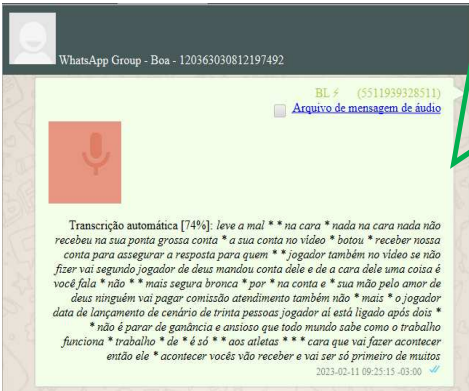 WhatsApp Group - Boa - 120363030812197492
BL ⚡ (5511939328511)
Arquivo de mensagem de áudio
Transcrição automática [74%]: leve a mal * * na cara * nada na cara nada não
recebeu na sua ponta grossa conta * a sua conta no vídeo * botou * receber nossa
conta para assegurar a resposta para quem * * jogador também no vídeo se não
fizer vai segundo jogador de deus mandou conta dele e de a cara dele uma coisa é
você fala * não * * mais segura bronca * por * na conta e * sua mão pelo amor de
deus ninguém vai pagar comissão atendimento também não * mais * o jogador
data de lançamento de cenário de trinta pessoas jogador aí está ligado após dois *
* não é parar de ganância e ansioso que todo mundo sabe como o trabalho
funciona * trabalho * de * é só * * aos atletas * * * cara que vai fazer acontecer
então ele * acontecer vocês vão receber e vai ser só primeiro de muitos
2023-02-11 09:25:15 -03:00